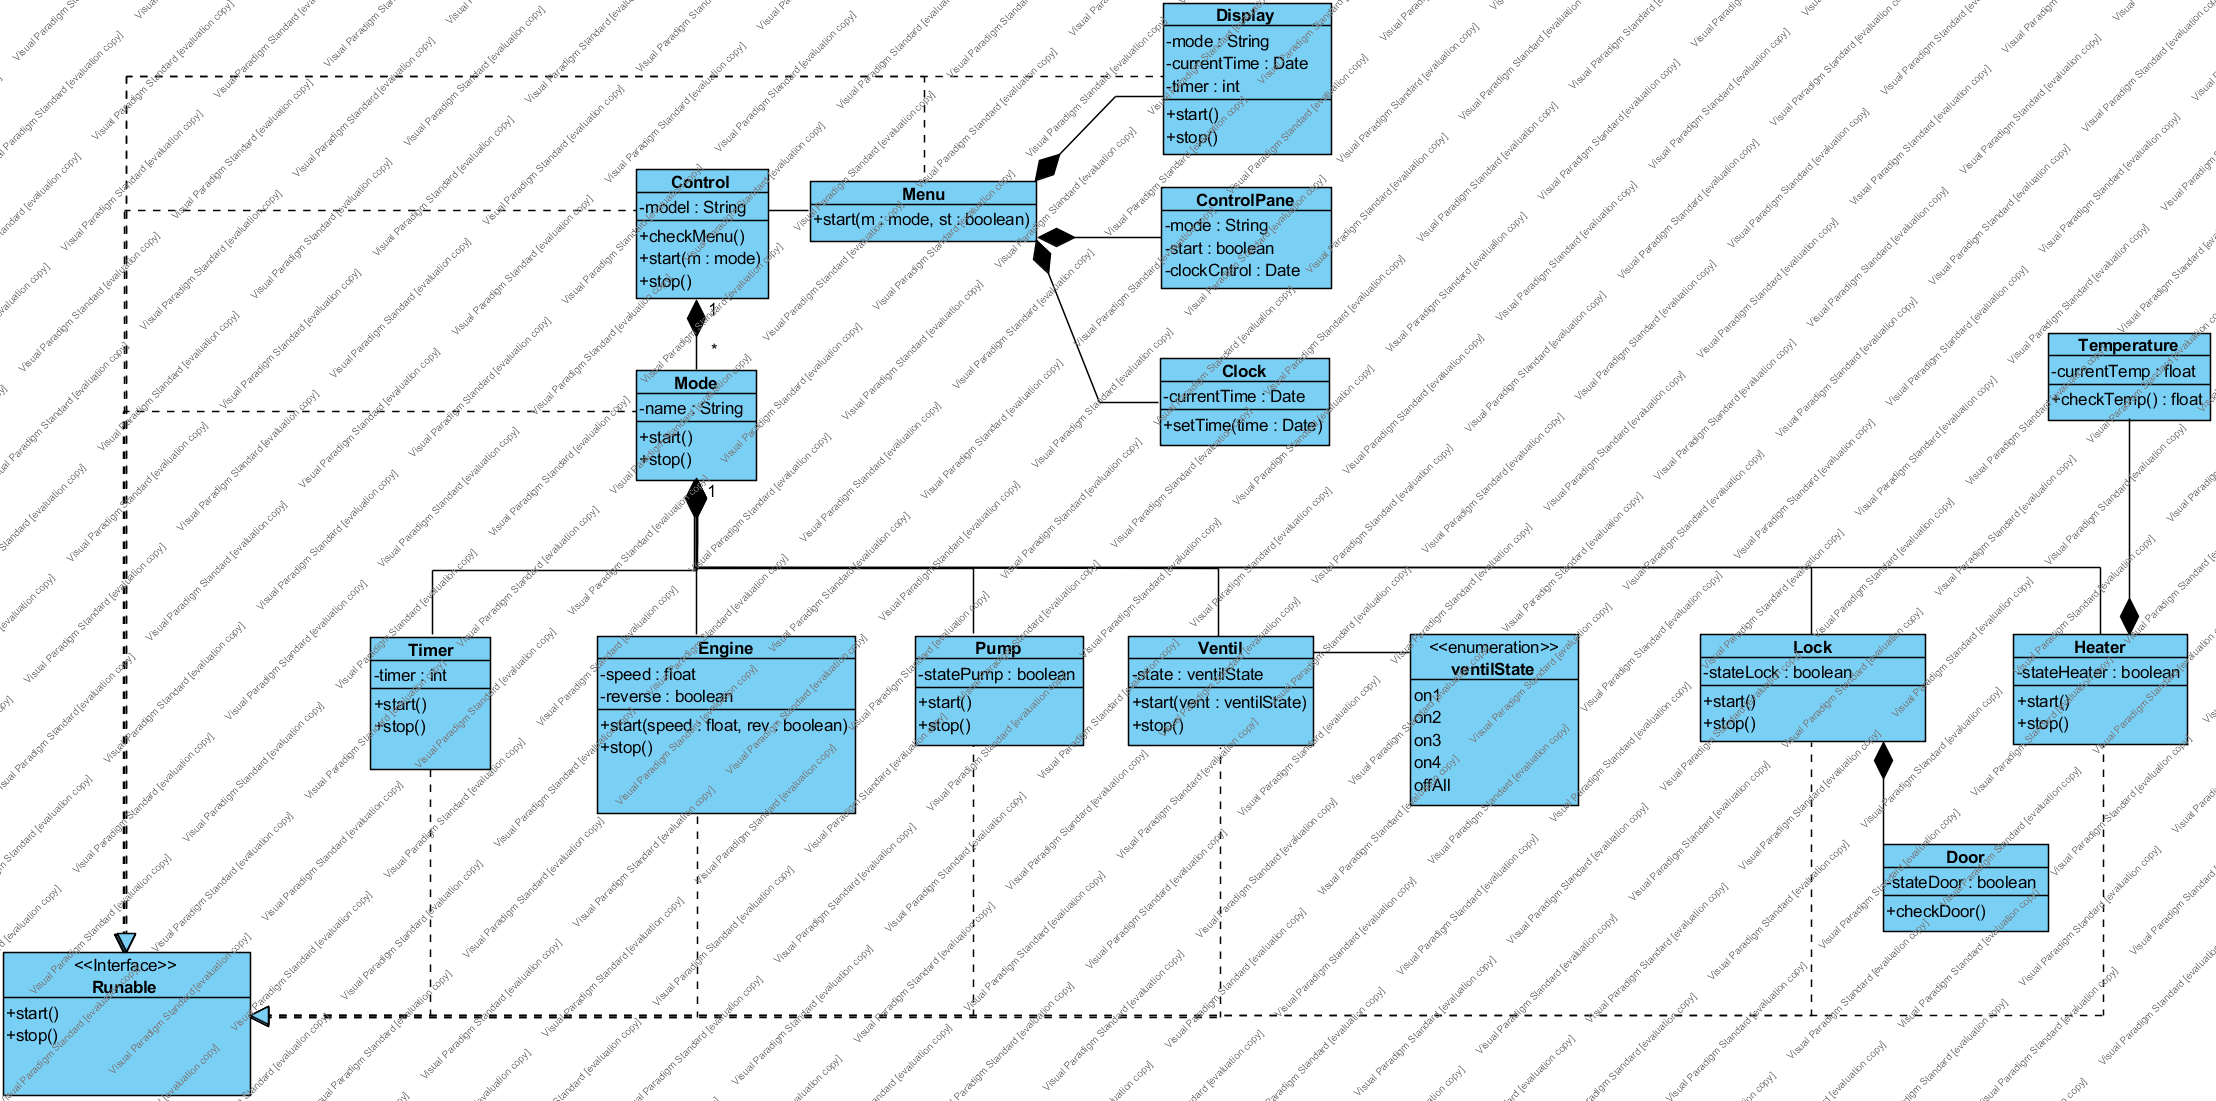 Display
-mode : String
-currentTime : Date
-timer : int
+start()
+stop()
Control
-model : String
+checkMenu()
+start(m : mode)
+stop()
Menu
+start(m : mode, st : boolean)
ControlPane
-mode : String
-start : boolean
-clockCntrol : Date
1
*
Mode
-name : String
+start()
+stop()
1
Clock
-currentTime : Date
+setTime(time : Date)
Temperature
-currentTemp : float
+checkTemp() : float
Timer
-timer : int
+start()
+stop()
Engine
-speed : float
-reverse : boolean
+start(speed : float, rev : boolean)
+stop()
Pump
-statePump : boolean
+start()
+stop()
Ventil
-state : ventilState
+start(vent : ventilState)
+stop()
<<enumeration>>
ventilState
on1
on2
on3
on4
offAll
Lock
-stateLock : boolean
+start()
+stop()
Heater
-stateHeater : boolean
+start()
+stop()
Door
-stateDoor : boolean
+checkDoor()
<<Interface>>
Runable
+start()
+stop()
Visual Paradigm Standard [evaluation copy]